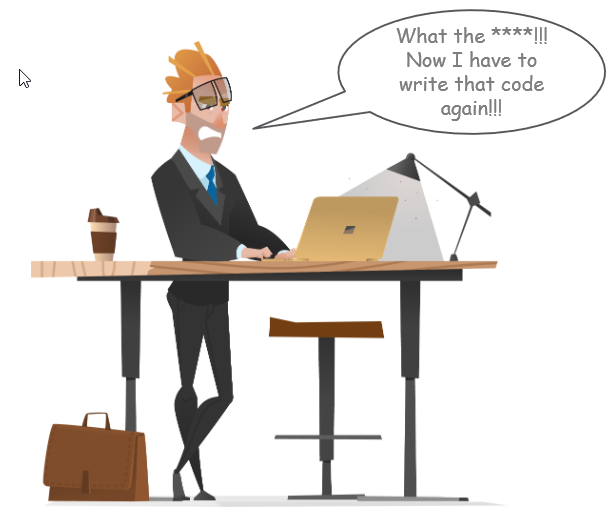 What the ****!!!
Now I have to
write that code
again!!!